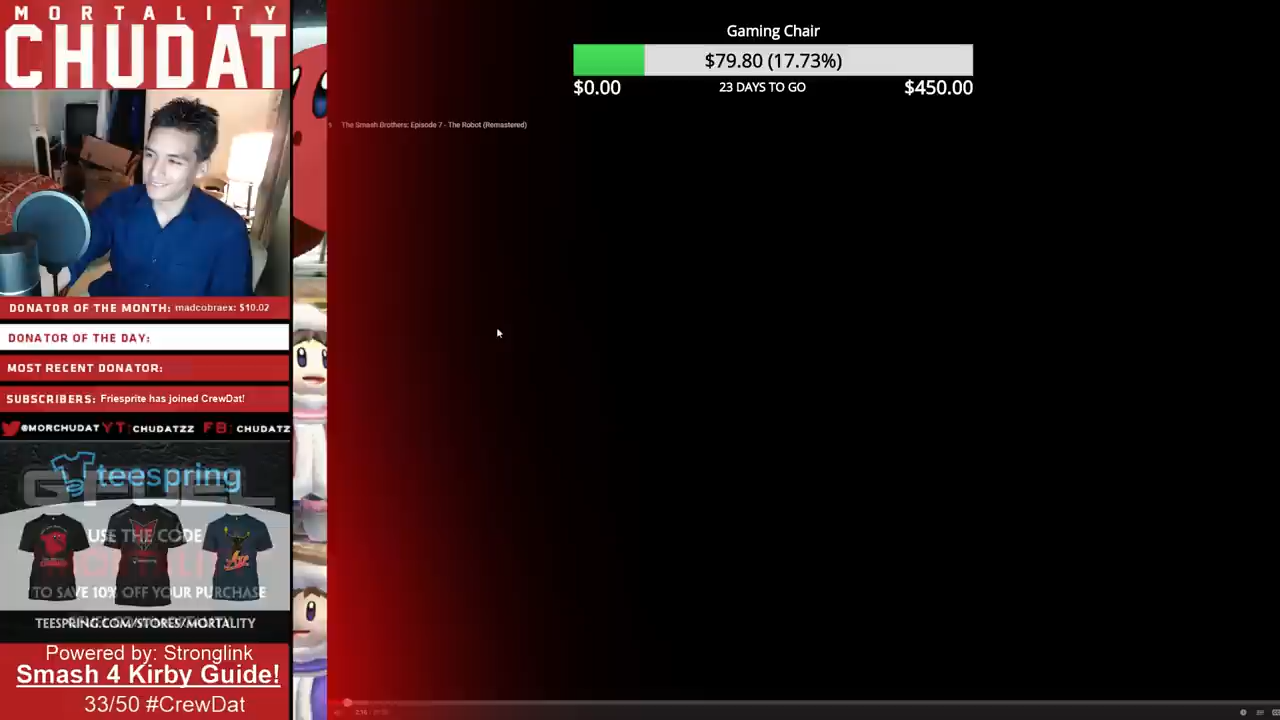 MORTALITY
CHUDAT
DONATOR OF THE MONTH: madcobraex: $10.02
DONATOR OF THE DAY:
MOST RECENT DONATOR:
SUBSCRIBERS: Friesprite has joined CrewDat!
@MORCHUDAT YT: CHUDATZZ FB: CHUDATZ
teespring
G FUEL
USE THE CODE
TO SAVE 10% OFF YOUR PURCHASE
TEESPRING.COM/STORES/MORTALITY
Powered by: Stronglink
Smash 4 Kirby Guide!
33/50 #CrewDat
Gaming Chair
$79.80 (17.73%)
$0.00 23 DAYS TO GO $450.00
The Smash Brothers: Episode 7 - The Robot (Remastered)